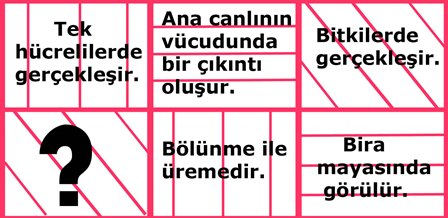 Tek
hücrelilerde
gerçekleşir.
Ana canlının
vücudunda
bir çıkıntı
oluşur.
Bitkilerde
gerçekleşir.
?
Bölünme ile
üremedir.
Bira
mayasında
görülür.